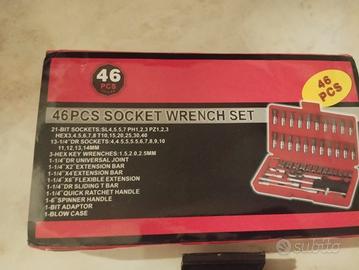 46
PCS
46
PCS
46PCS SOCKET WRENCH SET
21-BIT SOCKETS:SL4,5.5,7 PH1,2,3 PZ1,2,3
HEX3,4,5,6,7,8 T10,15,20,25,30,40
13-1/4"DR SOCKETS:4,4.5,5,5.5,6,7,8,9,10
11,12,13,14MM
3-HEX KEY WRENCHES:1.5,2.0,2.5MM
1-1/4"DR UNIVERSAL JOINT
1-1/4"X2"EXTENSION BAR
1-1/4"X4"EXTENSION BAR
1-1/4"X6"FLEXIBLE EXTENSION
1-1/4"DR SLIDING T BAR
1-1/4"QUICK RATCHET HANDLE
1-6"SPINNER HANDLE
1-BIT ADAPTOR
1-BLOW CASE
subito